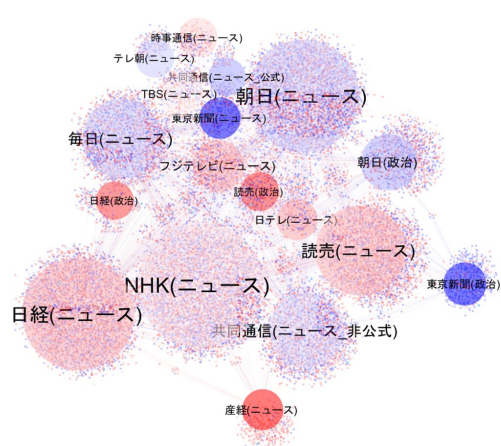 時事通信(ニュース)
テレ朝(ニュース)
共同通信(ニュース_公式)
TBS(ニュース)
朝日(ニュース)
東京新聞(ニュース)
毎日(ニュース)
フジテレビ(ニュース)
朝日(政治)
読売(政治)
日経(政治)
日テレ(ニュース)
読売(ニュース)
NHK(ニュース)
東京新聞(政治)
日経(ニュース)
共同通信(ニュース_非公式)
産経(ニュース)